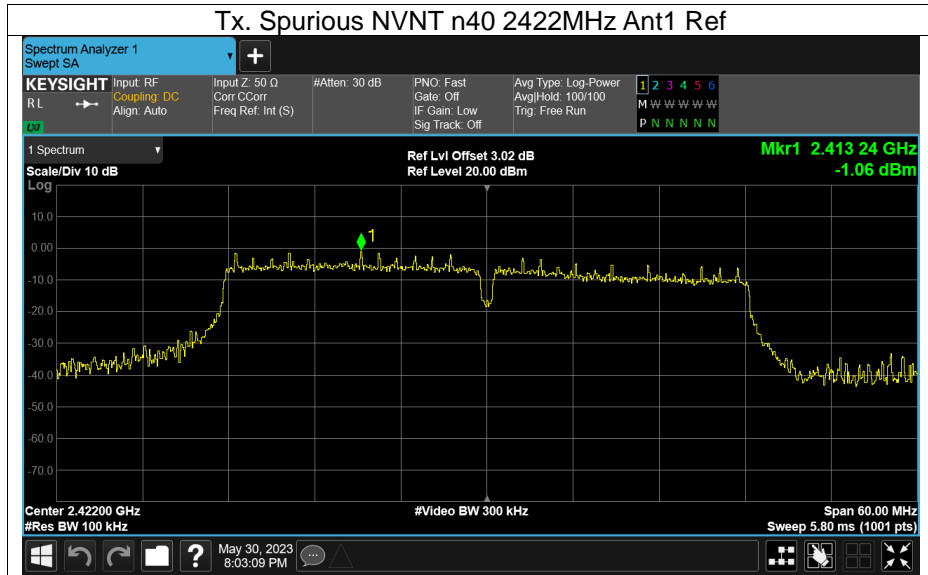 Tx. Spurious NVNT n40 2422MHz Ant1 Ref
Spectrum Analyzer 1
Swept SA
+
KEYSIGHT
R L
LXI
Input: RF
Coupling: DC
Align: Auto
Input Z: 50 Ω
Corr CCorr
Freq Ref: Int (S)
#Atten: 30 dB
PNO: Fast
Gate: Off
IF Gain: Low
Sig Track: Off
Avg Type: Log-Power
Avg|Hold: 100/100
Trig: Free Run
1 2 3 4 5 6
M W W W W W
P N N N N N
1 Spectrum
Scale/Div 10 dB
Ref Lvl Offset 3.02 dB
Ref Level 20.00 dBm
Mkr1 2.413 24 GHz
-1.06 dBm
Log
10.0
0.00
-10.0
-20.0
-30.0
-40.0
-50.0
-60.0
-70.0
1
Center 2.42200 GHz
#Res BW 100 kHz
#Video BW 300 kHz
Span 60.00 MHz
Sweep 5.80 ms (1001 pts)
?
May 30, 2023
8:03:09 PM